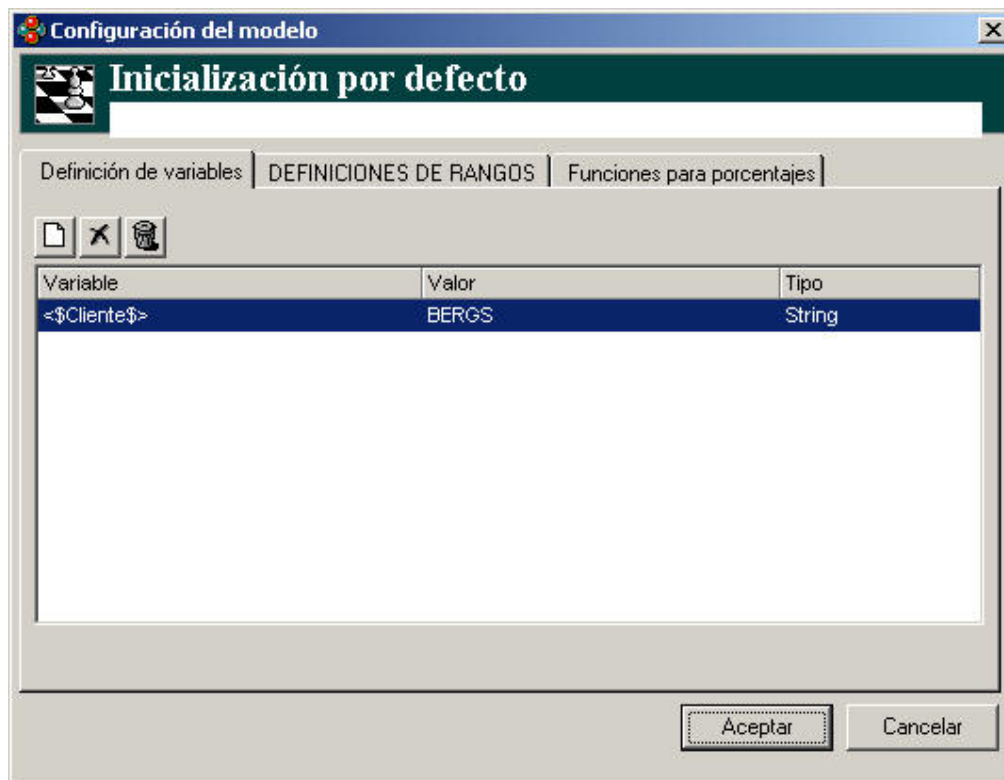 Configuración del modelo
Inicialización por defecto
Definición de variables DEFINICIONES DE RANGOS Funciones para porcentajes
Variable Valor Tipo
<$Cliente$> BERGS String
Aceptar Cancelar